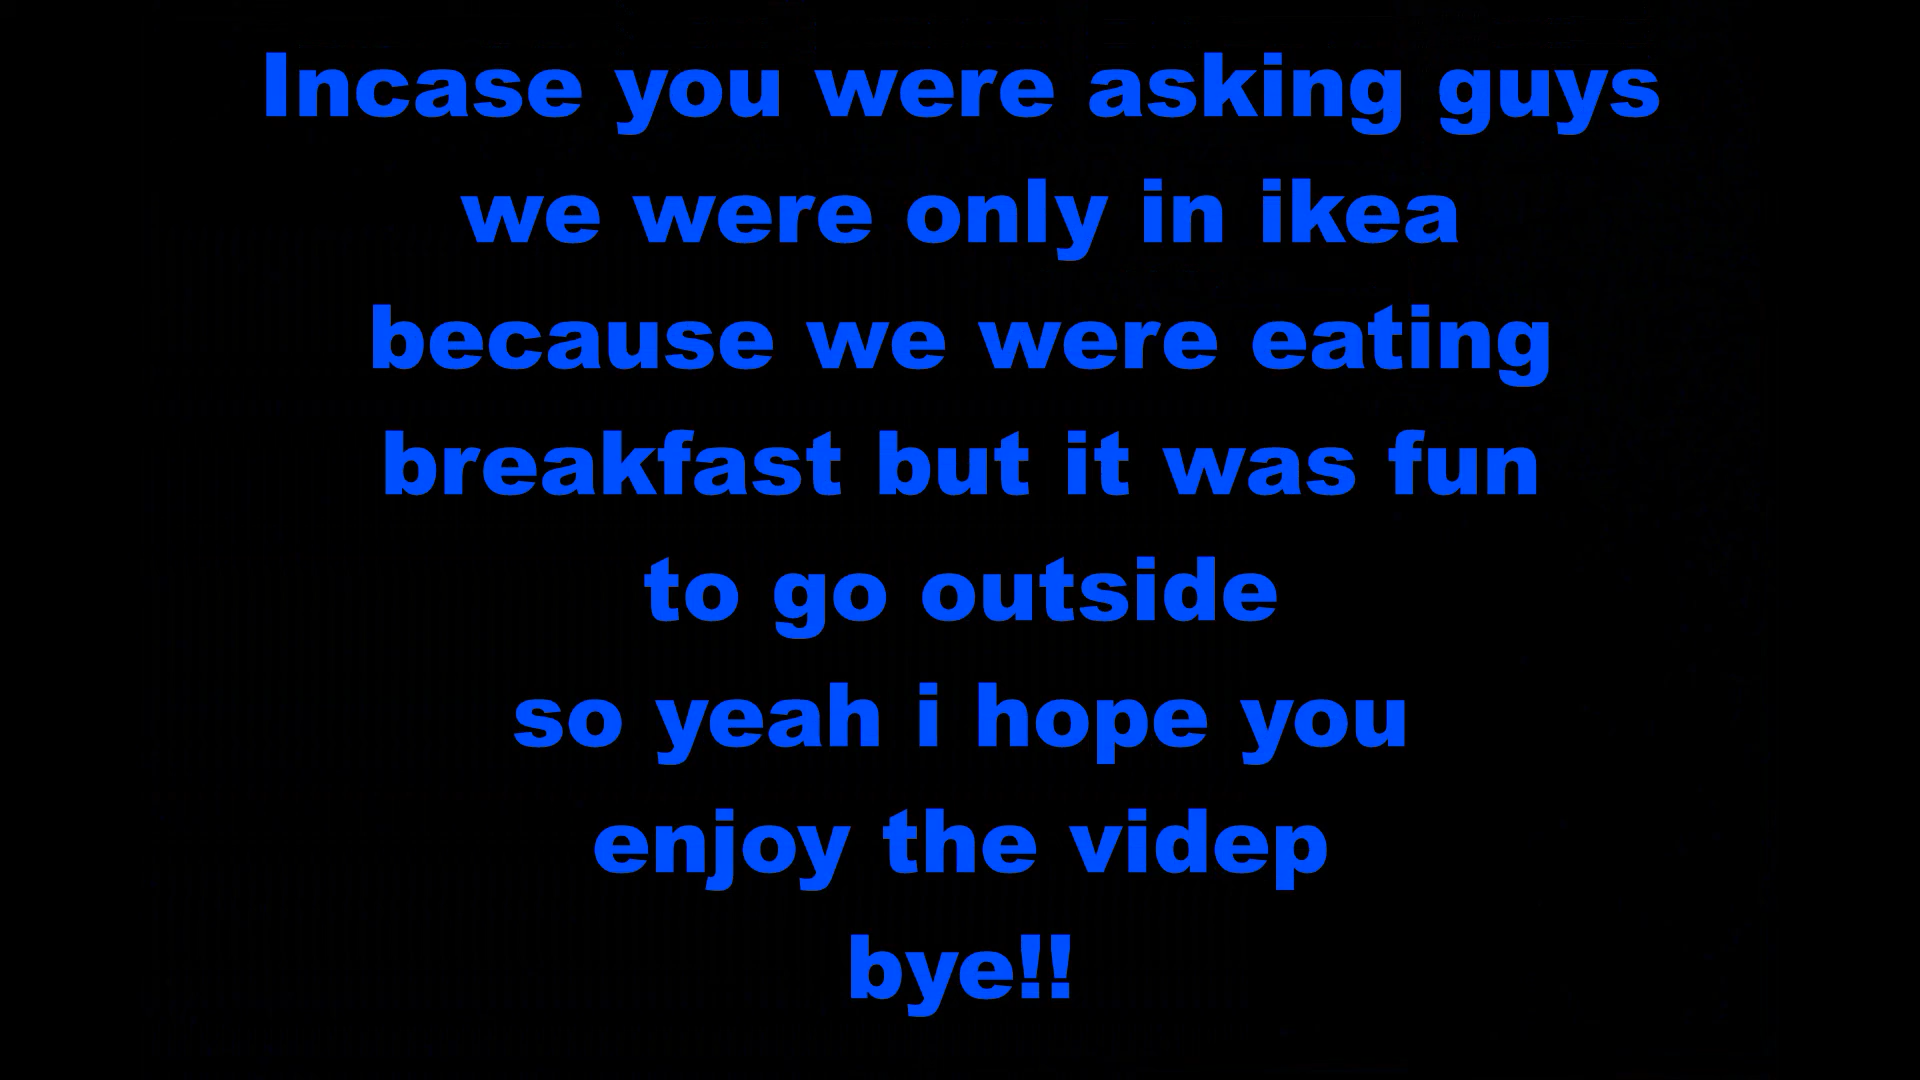 Incase you were asking guys
we were only in ikea
because we were eating
breakfast but it was fun
to go outside
so yeah i hope you
enjoy the videp
bye!!